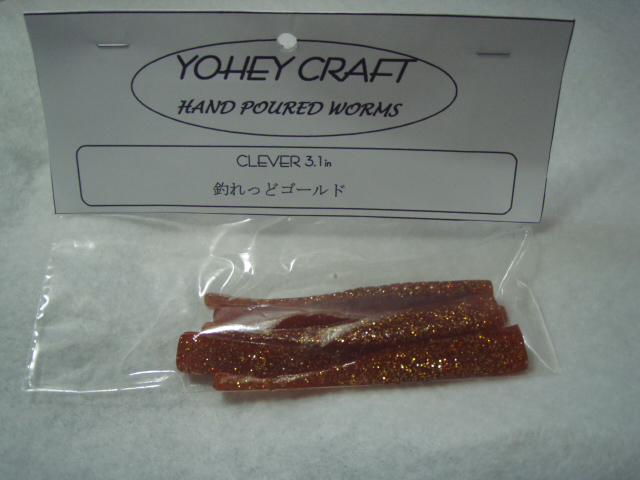 YOHEY CRAFT
HAND POURED WORMS
CLEVER 3.1in
釣れっどゴールド